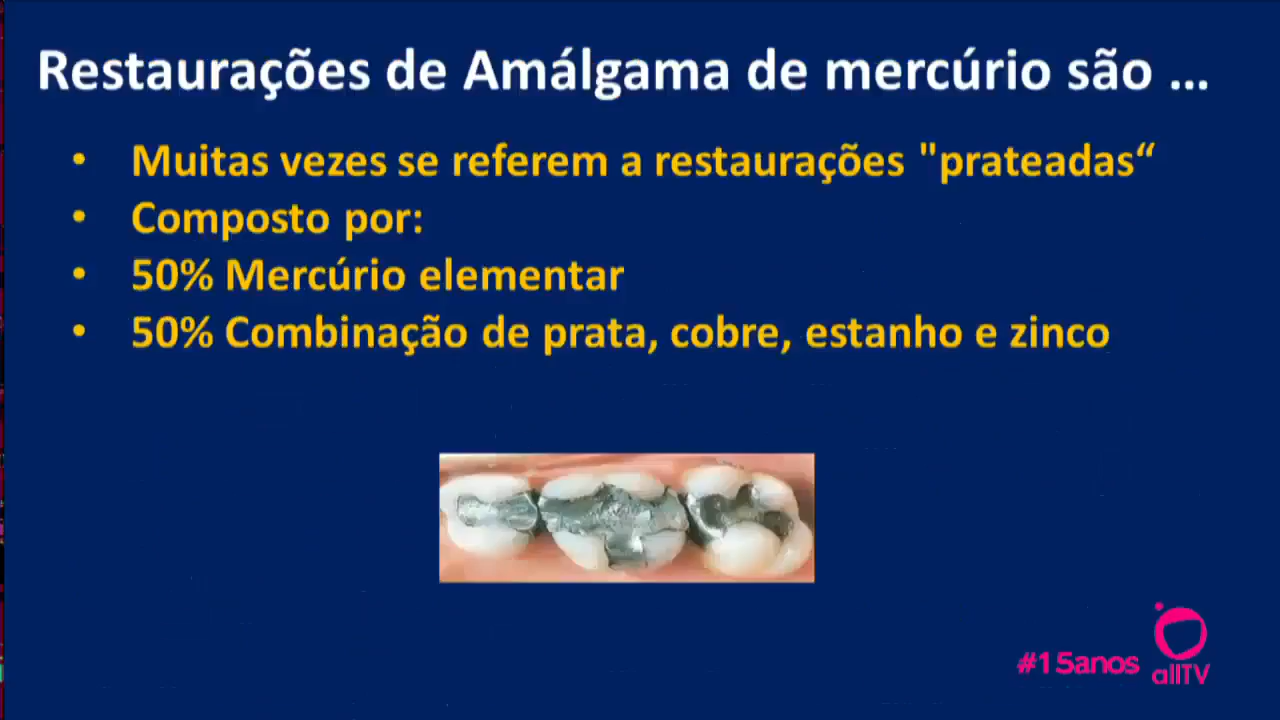 Restaurações de Amálgama de mercúrio são ...
• Muitas vezes se referem a restaurações "prateadas“
• Composto por:
• 50% Mercúrio elementar
• 50% Combinação de prata, cobre, estanho e zinco
#15anos
allTV